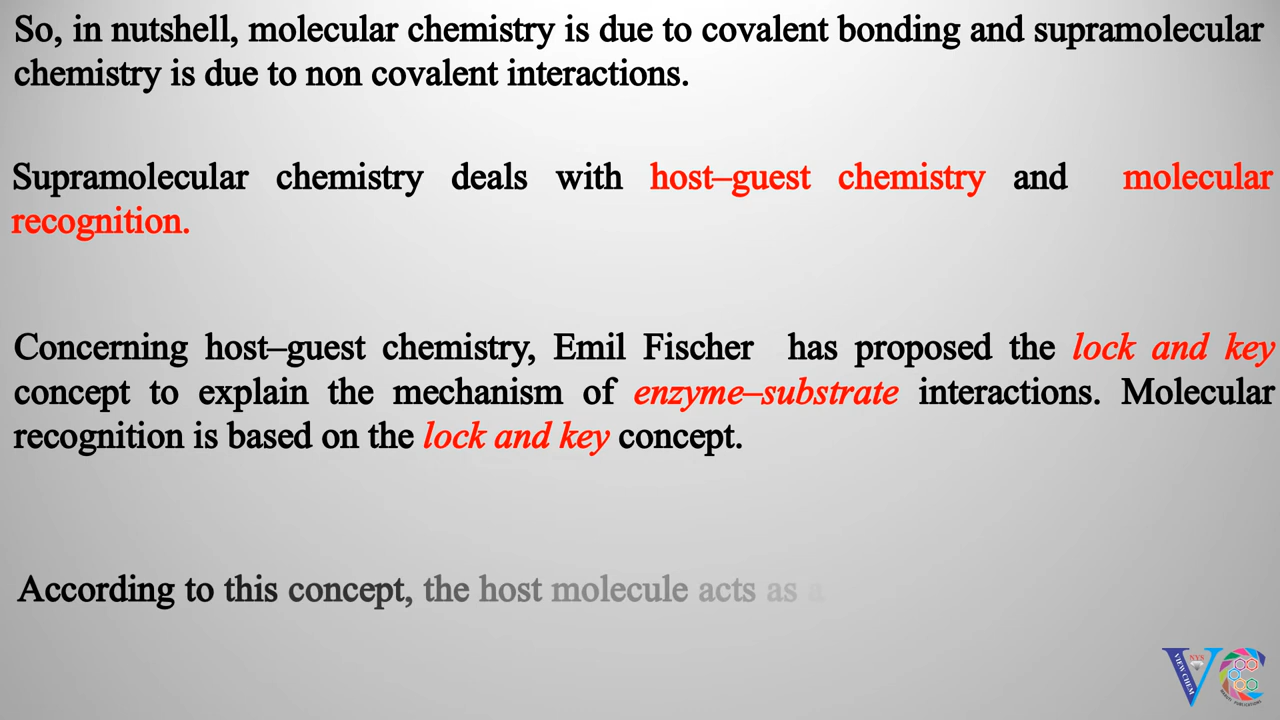 So, in nutshell, molecular chemistry is due to covalent bonding and supramolecular
chemistry is due to non covalent interactions.
Supramolecular chemistry deals with host–guest chemistry and molecular
recognition.
Concerning host–guest chemistry, Emil Fischer has proposed the lock and key
concept to explain the mechanism of enzyme–substrate interactions. Molecular
recognition is based on the lock and key concept.
According to this concept, the host molecule acts as a
NYS
VIEW CHEM